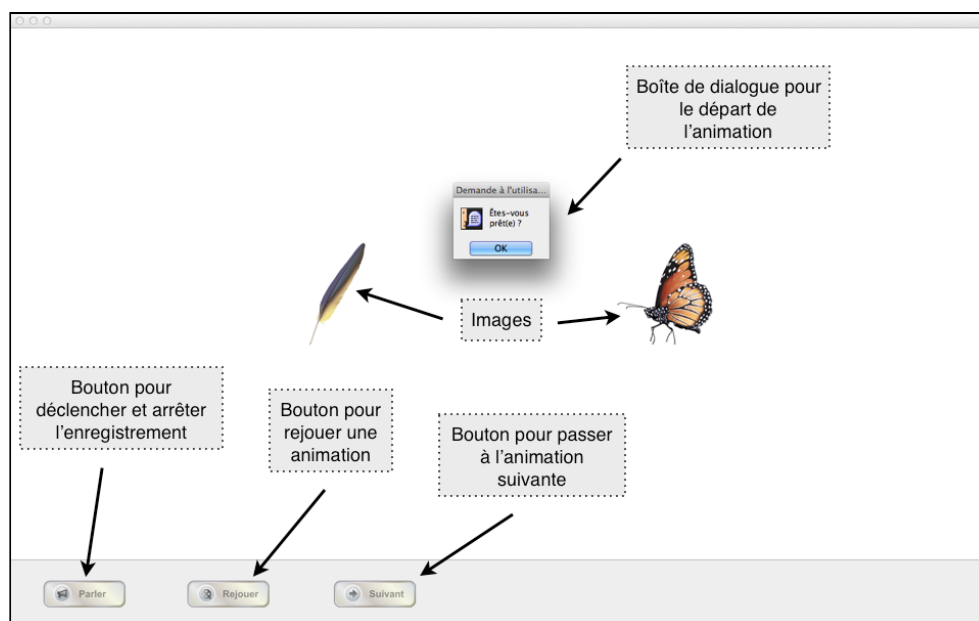 Boîte de dialogue pour
le départ de
l'animation
Demande à l'utilisa...
Êtes-vous
prêt(e) ?
OK
Images
Bouton pour
déclencher et arrêter
l'enregistrement
Bouton pour
rejouer une
animation
Bouton pour passer
à l'animation
suivante
Parler
Rejouer
Suivant